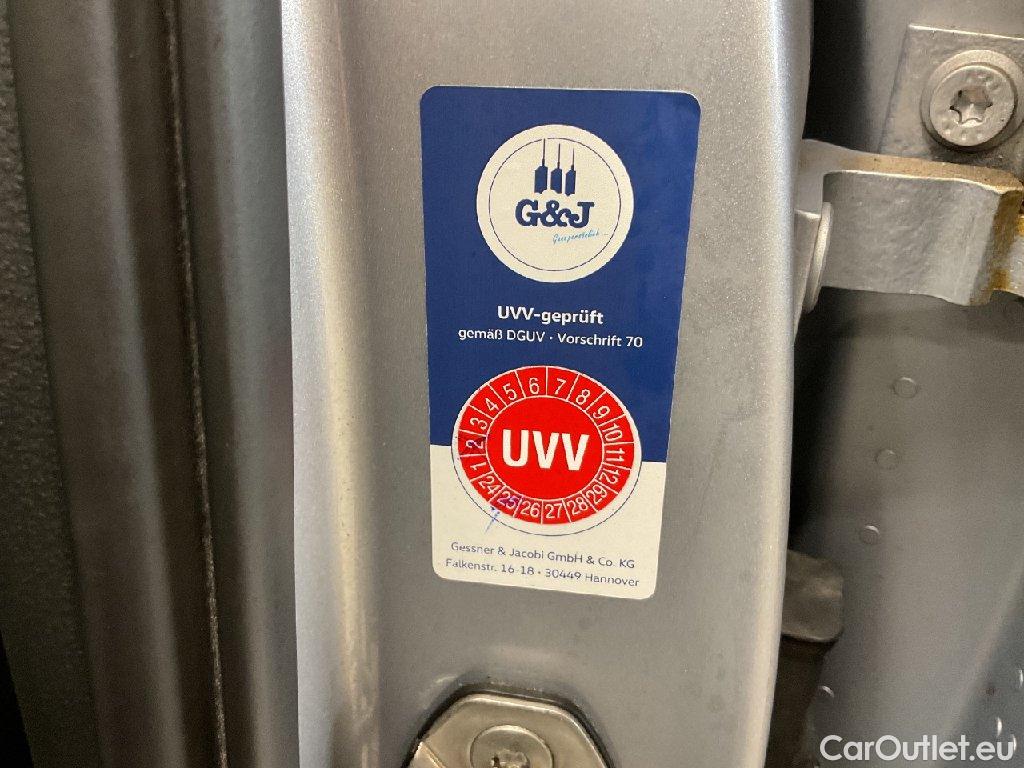 G&J
UVV-geprüft
gemäß DGUV · Vorschrift 70
1 2 3 4 5 6 7 8 9 10 11 12
UVV
24 25 26 27 28 29
Gessner & Jacobi GmbH & Co. KG
Falkenstr. 16-18 · 30449 Hannover
CarOutlet.eu